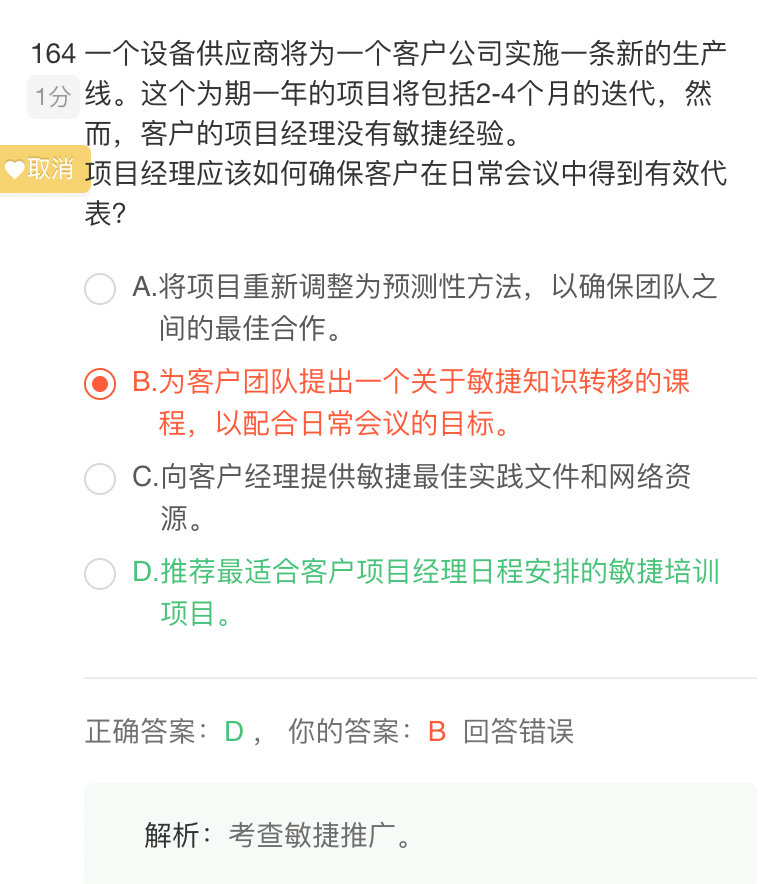 164 一个设备供应商将为一个客户公司实施一条新的生产
1分 线。这个为期一年的项目将包括2-4个月的迭代，然
而，客户的项目经理没有敏捷经验。
取消 项目经理应该如何确保客户在日常会议中得到有效代
表?
A.将项目重新调整为预测性方法，以确保团队之
间的最佳合作。
B.为客户团队提出一个关于敏捷知识转移的课
程，以配合日常会议的目标。
C.向客户经理提供敏捷最佳实践文件和网络资
源。
D.推荐最适合客户项目经理日程安排的敏捷培训
项目。
正确答案：D ， 你的答案：B 回答错误
解析：考查敏捷推广。